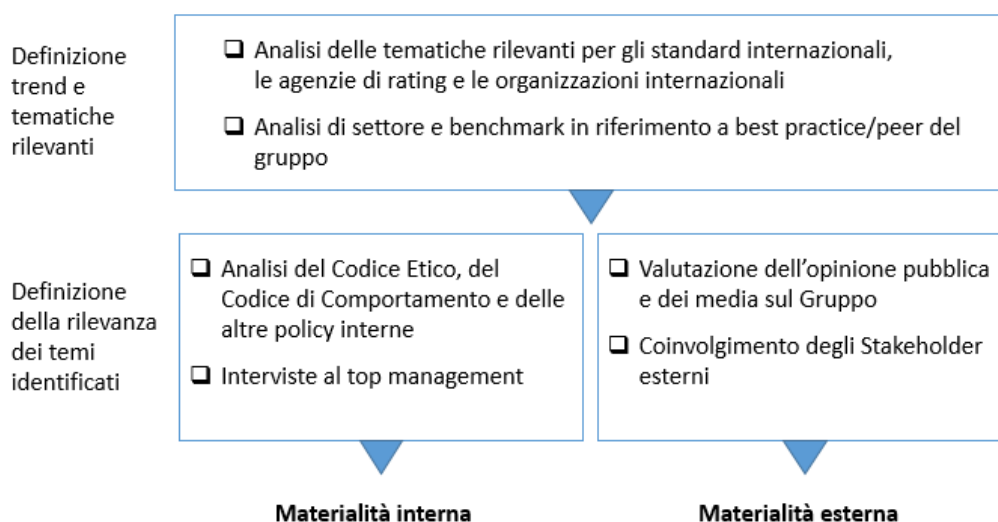 Definizione
trend e
tematiche
rilevanti
❑ Analisi delle tematiche rilevanti per gli standard internazionali,
le agenzie di rating e le organizzazioni internazionali
❑ Analisi di settore e benchmark in riferimento a best practice/peer del
gruppo
Definizione
della rilevanza
dei temi
identificati
❑ Analisi del Codice Etico, del
Codice di Comportamento e delle
altre policy interne
❑ Interviste al top management
❑ Valutazione dell’opinione pubblica
e dei media sul Gruppo
❑ Coinvolgimento degli Stakeholder
esterni
Materialità interna
Materialità esterna